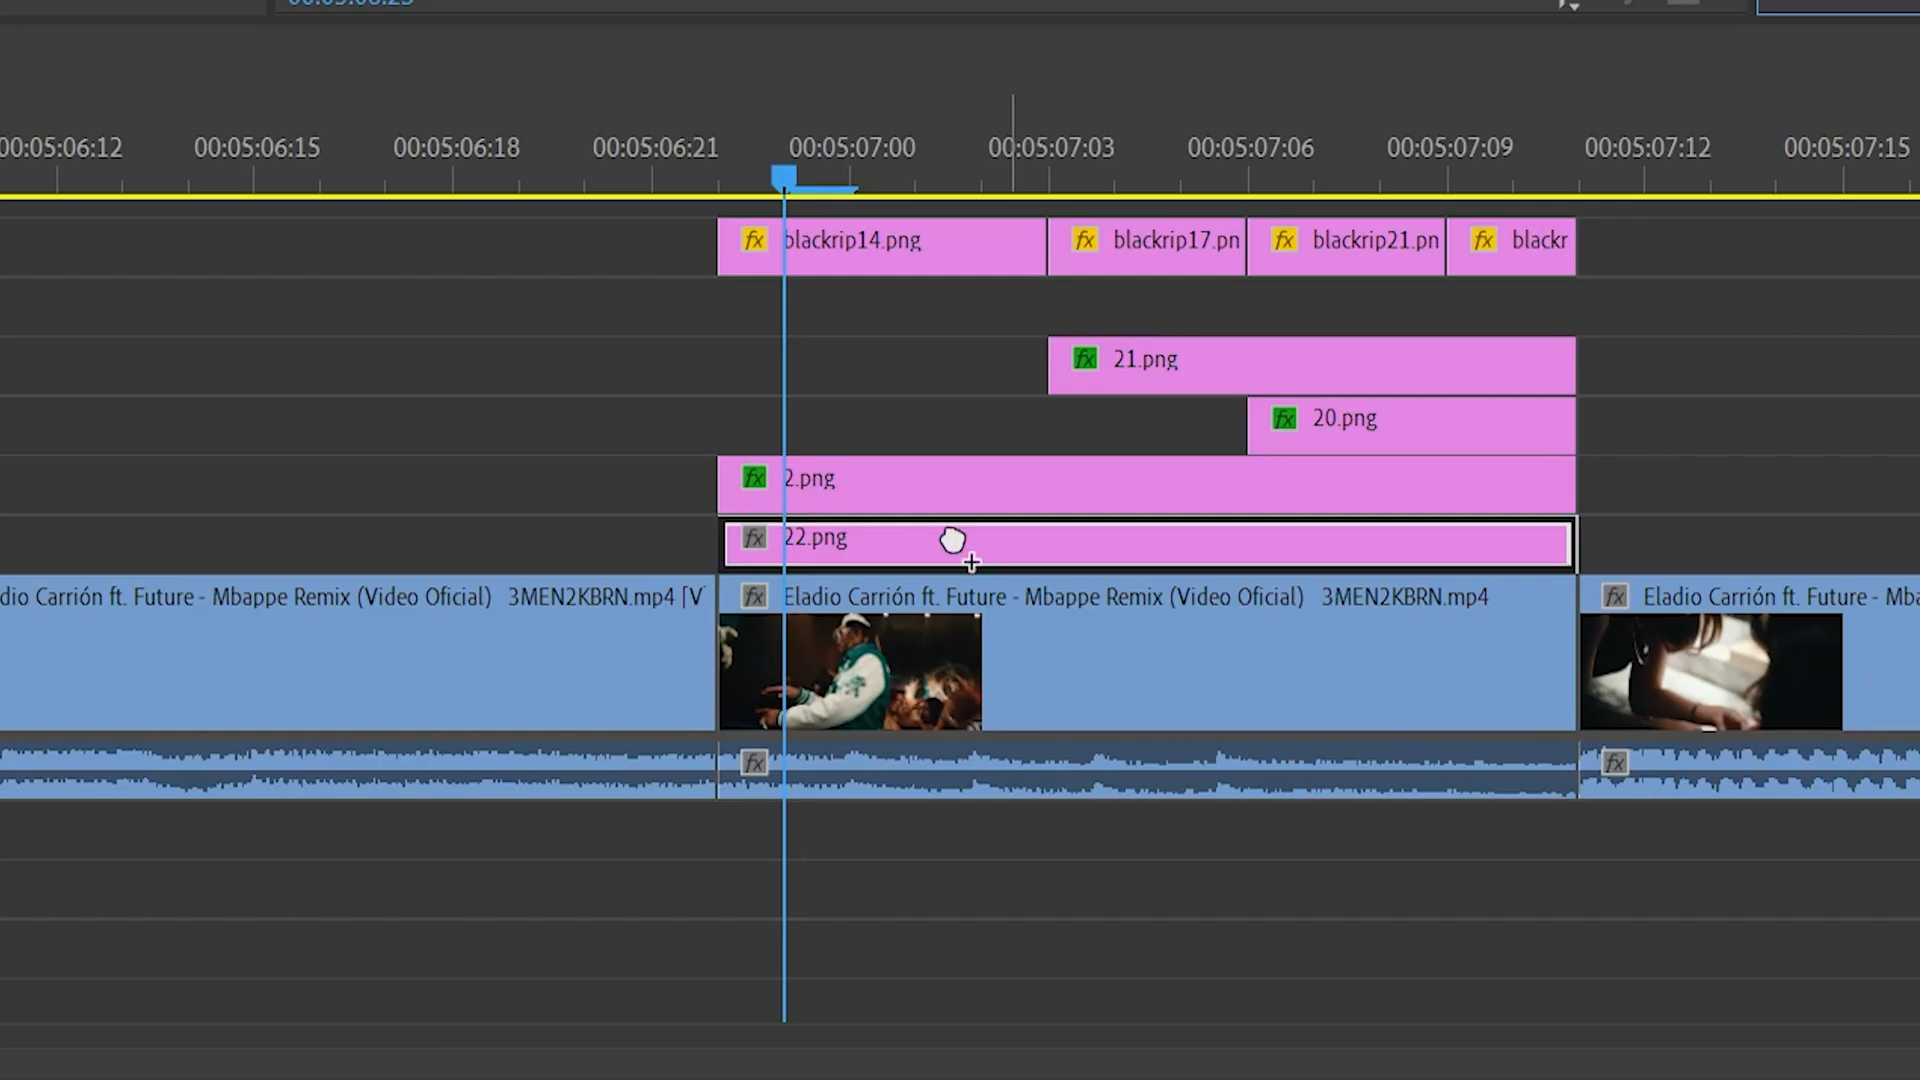 00:05:06:23
00:05:06:12 00:05:06:15 00:05:06:18 00:05:06:21 00:05:07:00 00:05:07:03 00:05:07:06 00:05:07:09 00:05:07:12 00:05:07:15
fx blackrip14.png fx blackrip17.pn fx blackrip21.pn fx blackr
fx 21.png
fx 20.png
fx 2.png
fx 22.png
dio Carrión ft. Future - Mbappe Remix (Video Oficial) 3MEN2KBRN.mp4 [V fx Eladio Carrión ft. Future - Mbappe Remix (Video Oficial) 3MEN2KBRN.mp4 fx Eladio Carrión ft. Future - Mba
fx fx